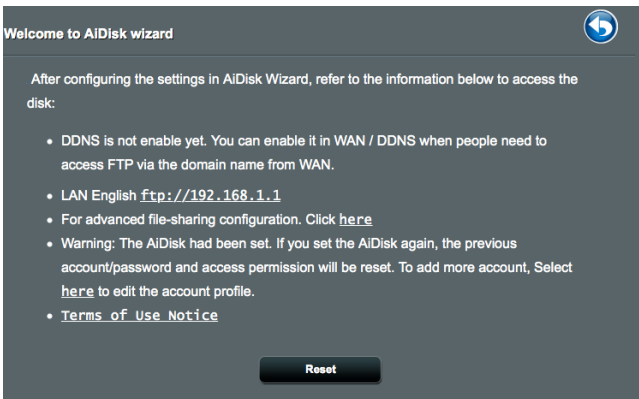 Welcome to AiDisk wizard
After configuring the settings in AiDisk Wizard, refer to the information below to access the
disk:
• DDNS is not enable yet. You can enable it in WAN / DDNS when people need to
access FTP via the domain name from WAN.
• LAN English ftp://192.168.1.1
• For advanced file-sharing configuration. Click here
• Warning: The AiDisk had been set. If you set the AiDisk again, the previous
account/password and access permission will be reset. To add more account, Select
here to edit the account profile.
• Terms of Use Notice
Reset